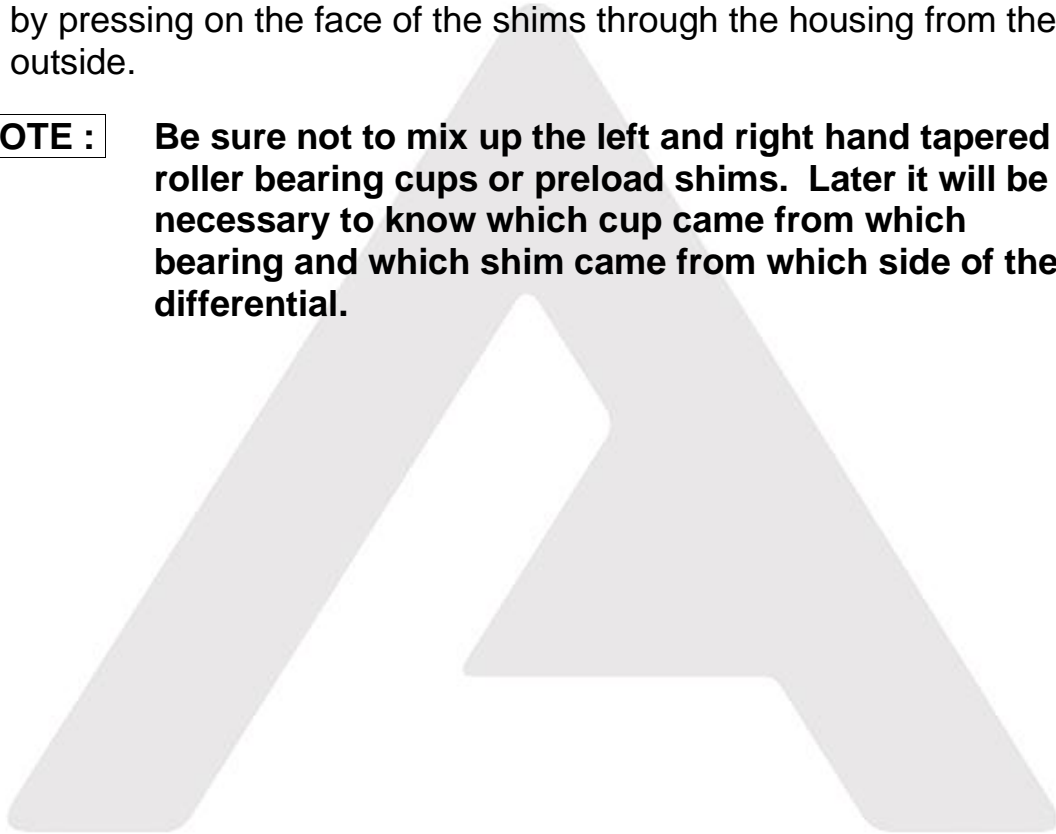 by pressing on the face of the shims through the housing from the
outside.
OTE : Be sure not to mix up the left and right hand tapered
roller bearing cups or preload shims.  Later it will be
necessary to know which cup came from which
bearing and which shim came from which side of the
differential.